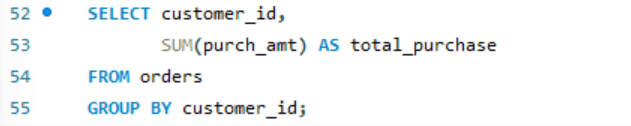 52 SELECT customer_id,
53 SUM(purch_amt) AS total_purchase
54 FROM orders
55 GROUP BY customer_id;